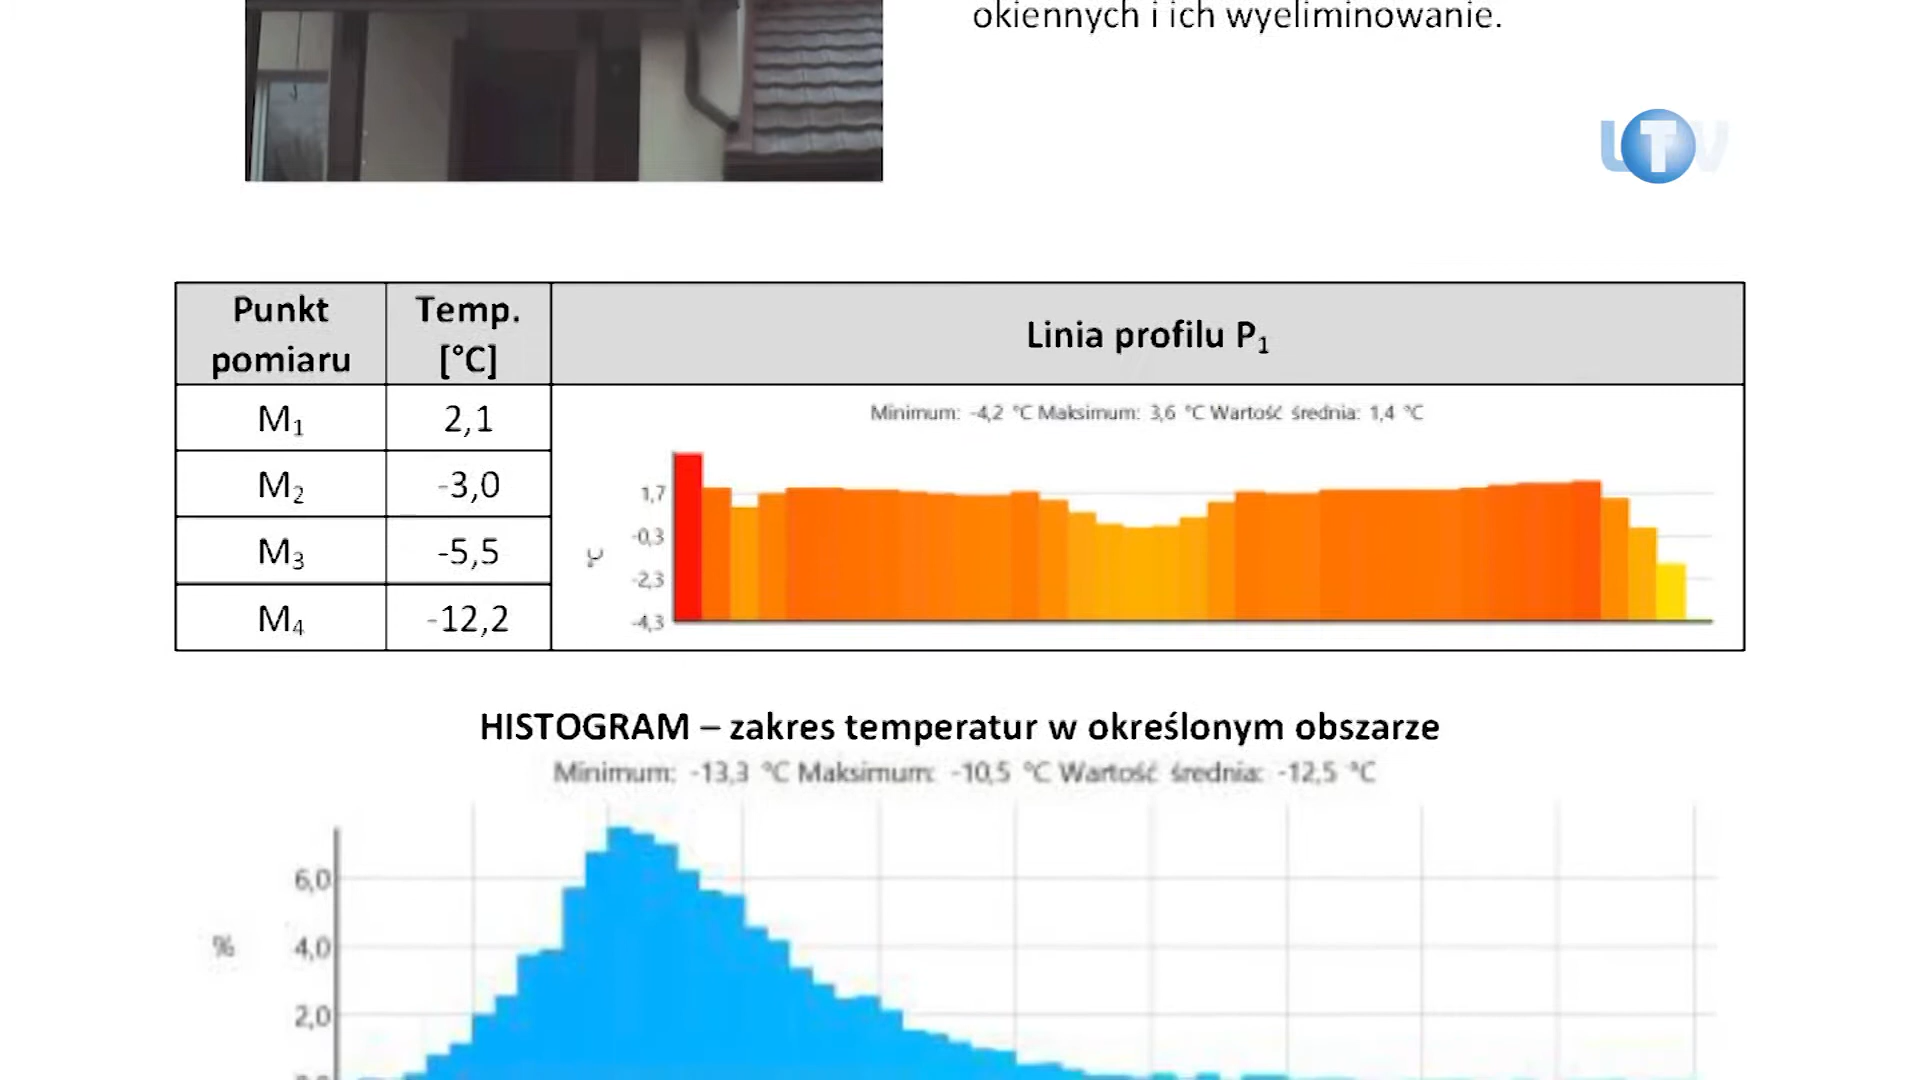 okiennych i ich wyeliminowanie.
LTV
Punkt pomiaru
Temp. [°C]
Linia profilu P₁
M₁ 2,1
M₂ -3,0
M₃ -5,5
M₄ -12,2
Minimum: -4,2 °C Maksimum: 3,6 °C Wartość średnia: 1,4 °C
1,7
-0,3
°C
-2,3
-4,3
HISTOGRAM – zakres temperatur w określonym obszarze
Minimum: -13,3 °C Maksimum: -10,5 °C Wartość średnia: -12,5 °C
6,0
%
4,0
2,0